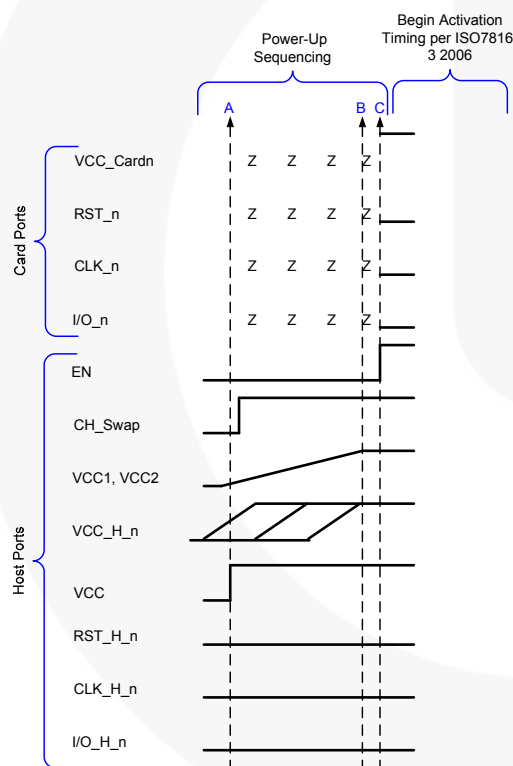 Begin Activation
Timing per ISO7816
3 2006
Power-Up
Sequencing
A B C
VCC_Cardn Z Z Z Z
RST_n Z Z Z Z
CLK_n Z Z Z Z
I/O_n Z Z Z Z
Card Ports
EN
CH_Swap
VCC1, VCC2
VCC_H_n
VCC
RST_H_n
CLK_H_n
I/O_H_n
Host Ports